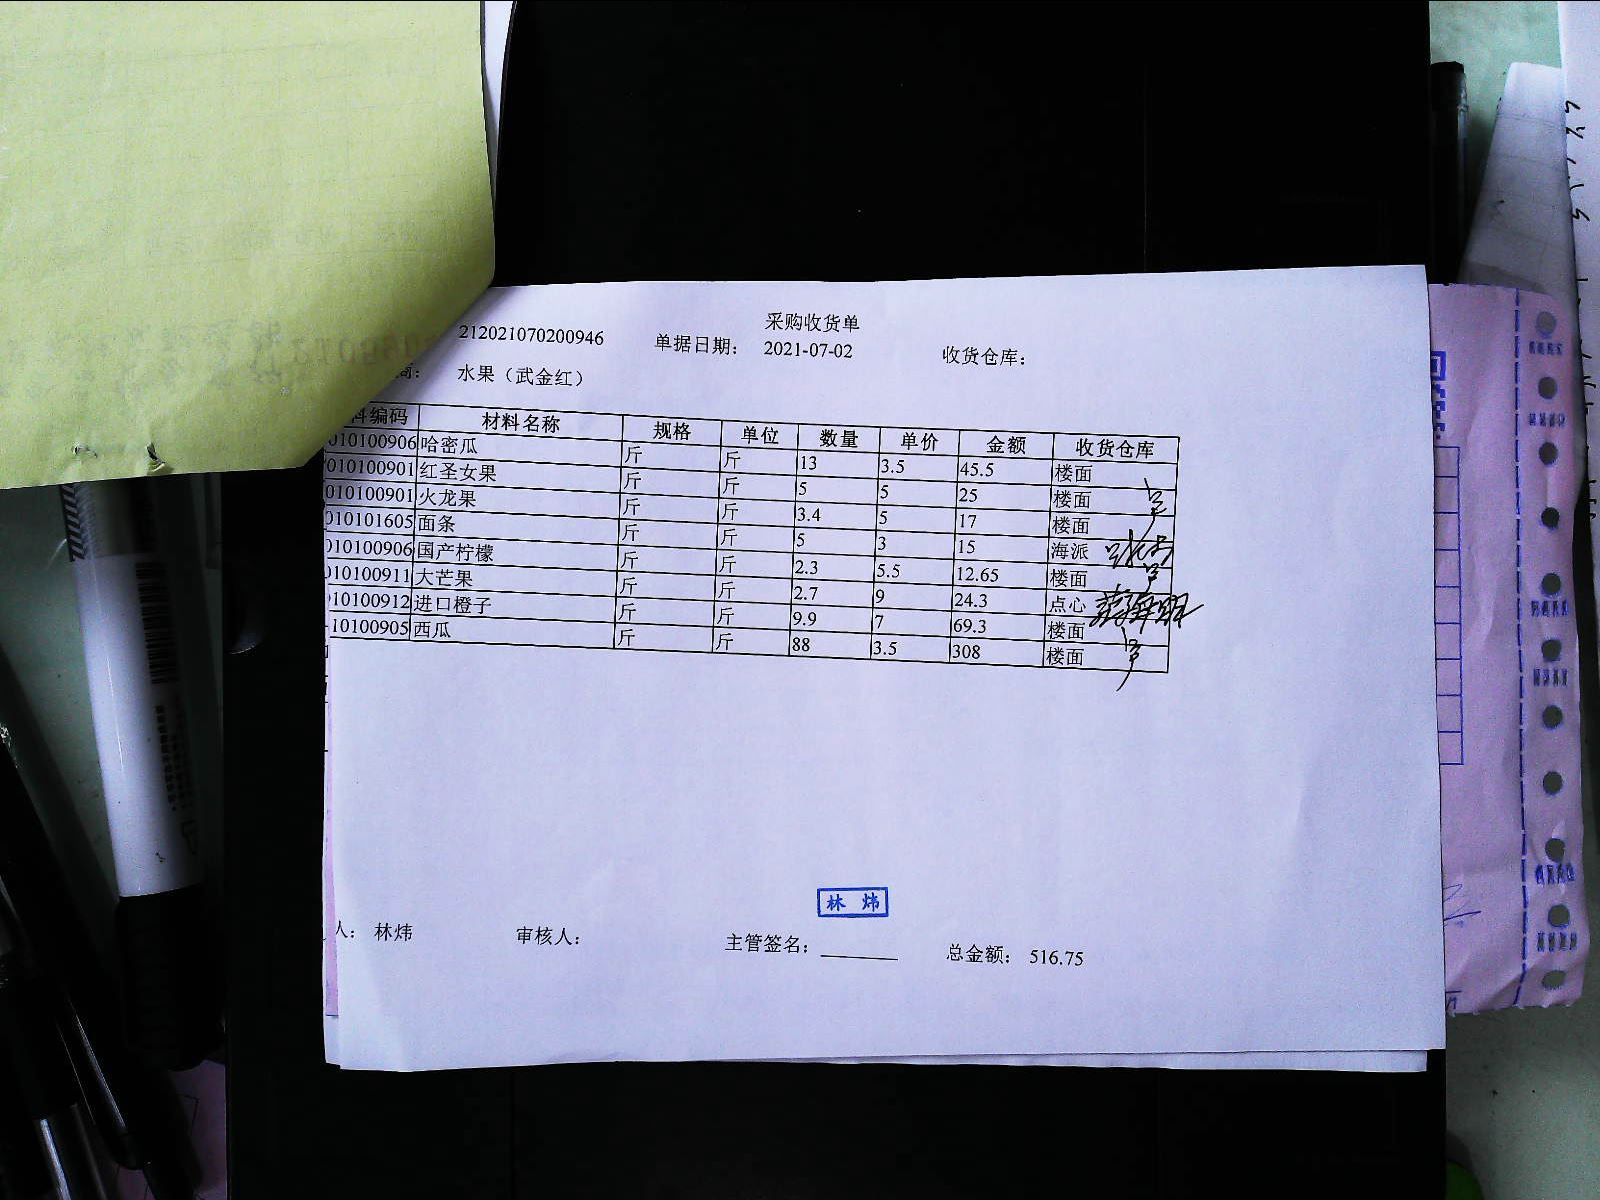 采购收货单
212021070200946 单据日期： 2021-07-02 收货仓库：
商： 水果（武金红）
料编码 材料名称 规格 单位 数量 单价 金额 收货仓库
010100906 哈密瓜 斤 斤 13 3.5 45.5 楼面
010100901 红圣女果 斤 斤 5 5 25 楼面
010100901 火龙果 斤 斤 3.4 5 17 楼面
010101605 面条 斤 斤 5 3 15 海派
010100906 国产柠檬 斤 斤 2.3 5.5 12.65 楼面
010100911 大芒果 斤 斤 2.7 9 24.3 点心
010100912 进口橙子 斤 斤 9.9 7 69.3 楼面
10100905 西瓜 斤 斤 88 3.5 308 楼面
林 炜
人： 林炜 审核人： 主管签名： 总金额： 516.75